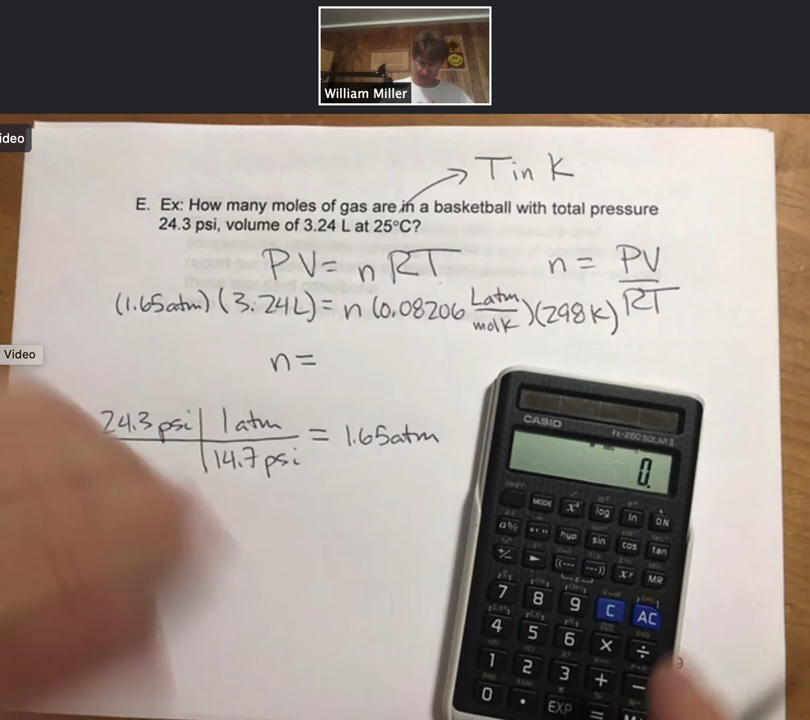 William Miller
ideo
T in K
E. Ex: How many moles of gas are in a basketball with total pressure
24.3 psi, volume of 3.24 L at 25°C?
PV = nRT
n = PV
RT
(1.65atm)(3.24L) = n (0.08206 Latm
molK )(298K)
Video
n =
24.3 psi | 1 atm
14.7 psi = 1.65atm
CASIO
fx-260 SOLAR II
0.
MODE x² log ln ON
hyp sin cos tan
MR
7 8 9 C AC
4 5 6 × ÷
1 2 3 + −
0 . EXP =